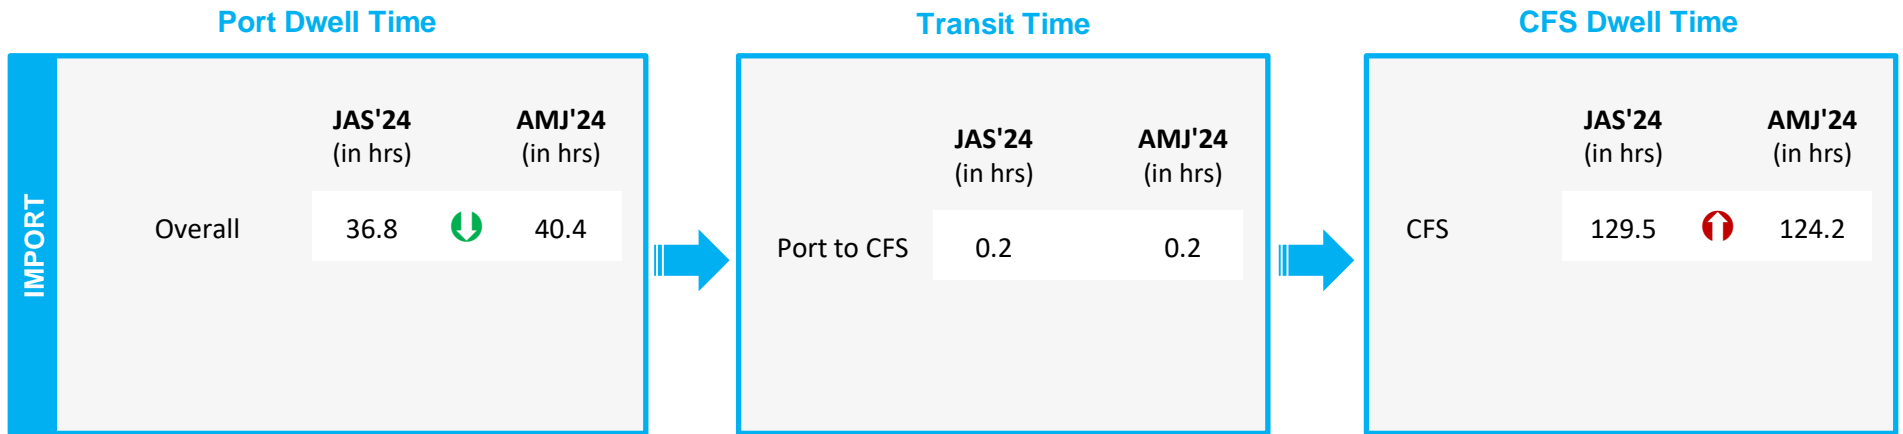 Port Dwell Time
Transit Time
CFS Dwell Time
IMPORT
JAS'24 AMJ'24
(in hrs) (in hrs)
Overall 36.8 40.4
JAS'24 AMJ'24
(in hrs) (in hrs)
Port to CFS 0.2 0.2
JAS'24 AMJ'24
(in hrs) (in hrs)
CFS 129.5 124.2